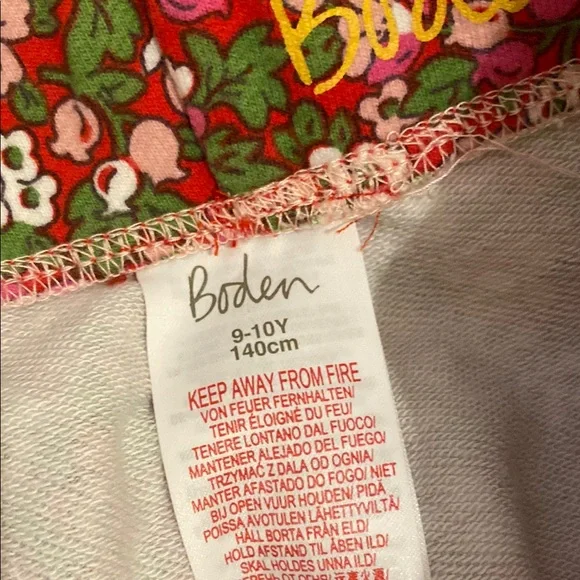 Boden
9-10Y
140cm
KEEP AWAY FROM FIRE
VON FEUER FERNHALTEN/
TENIR ÉLOIGNÉ DU FEU/
TENERE LONTANO DAL FUOCO/
MANTENER ALEJADO DEL FUEGO/
TRZYMAĆ Z DALA OD OGNIA/
MANTER AFASTADO DO FOGO/ NIET
BIJ OPEN VUUR HOUDEN/ PIDÄ
POISSA AVOTULEN LÄHETTYVILTÄ/
HÅLL BORTA FRÅN ELD/
HOLD AFSTAND TIL ÅBEN ILD/
SKAL HOLDES UNNA ILD/